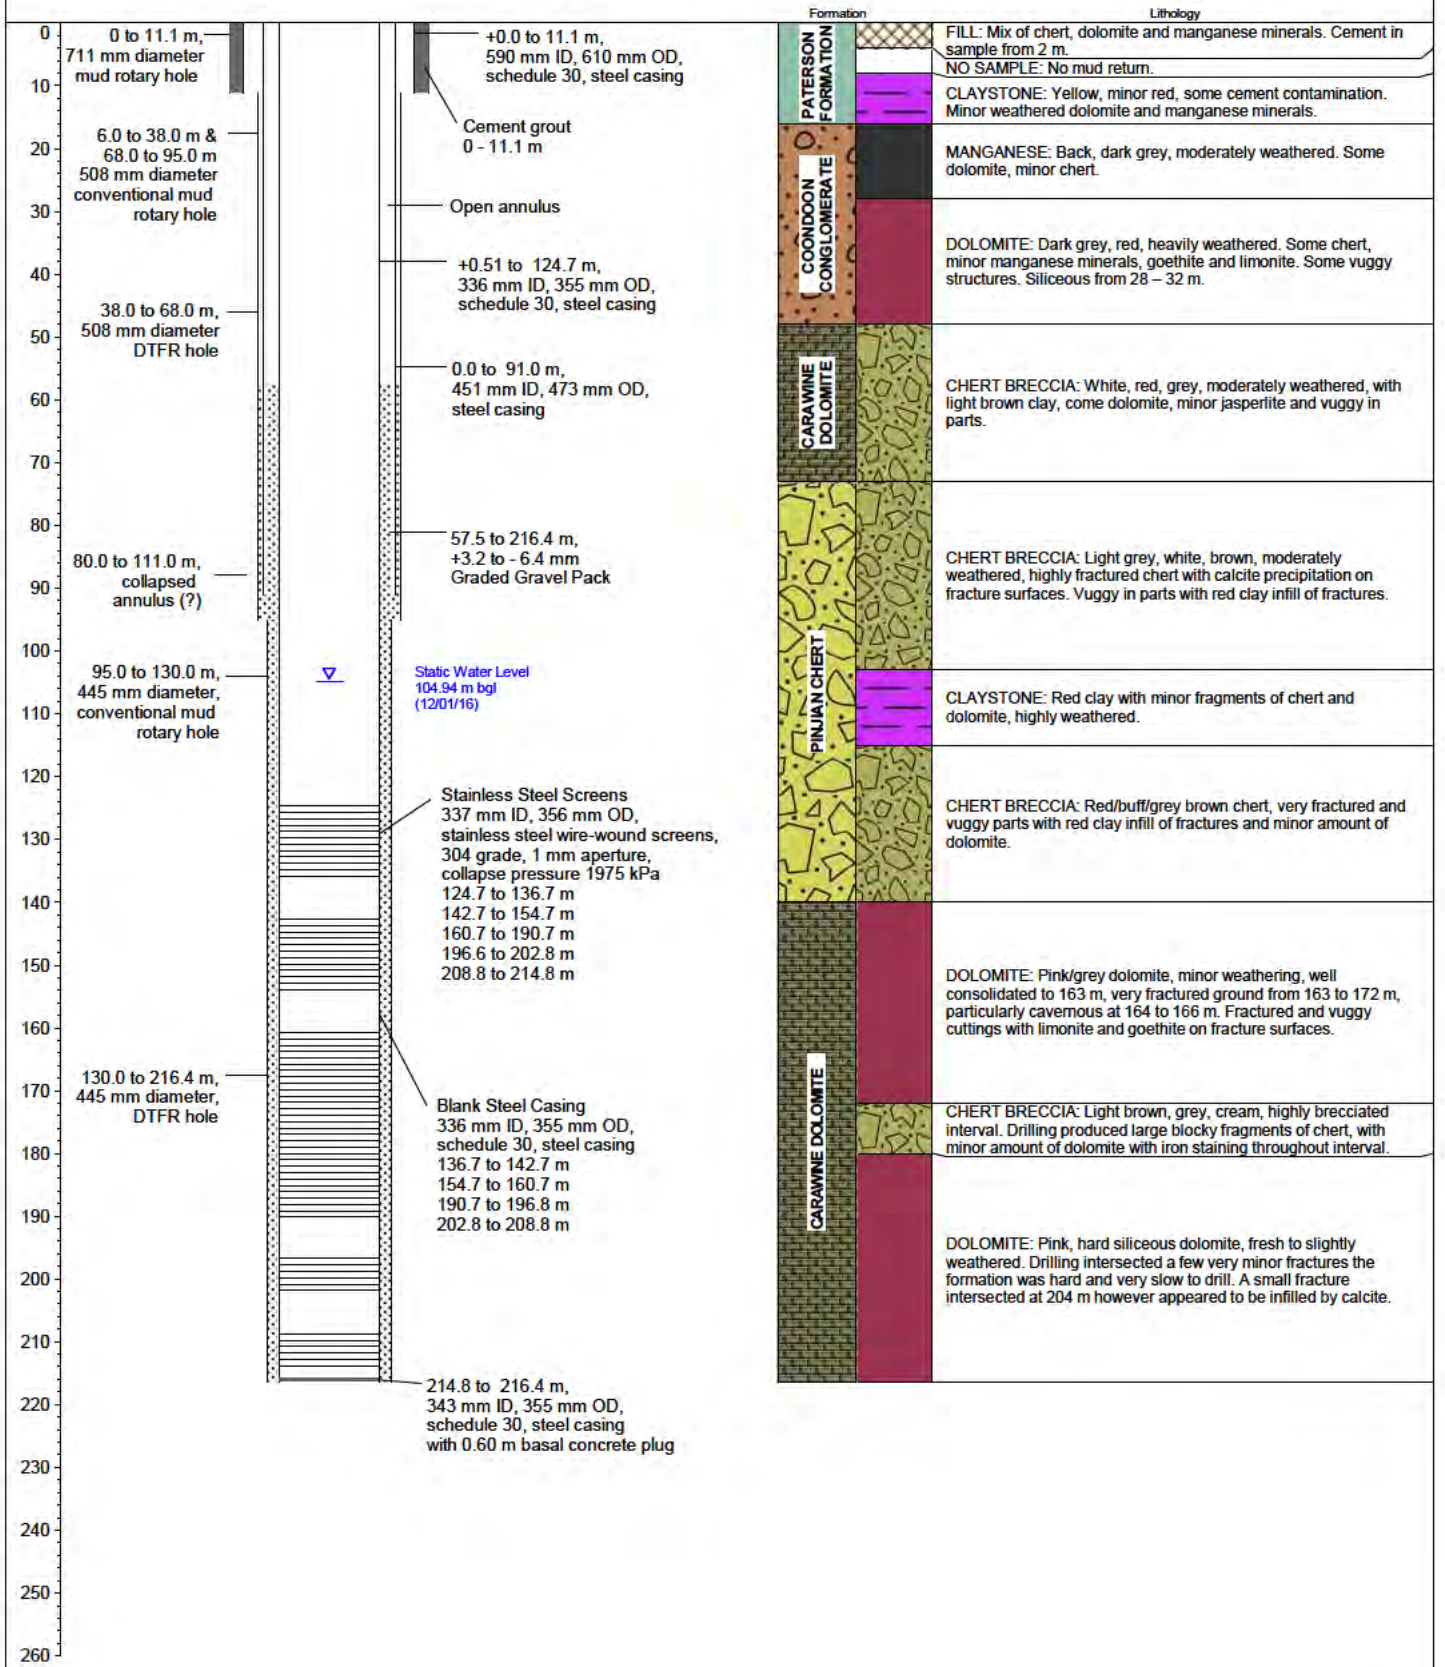 Formation
Lithology
0
10
20
30
40
50
60
70
80
90
100
110
120
130
140
150
160
170
180
190
200
210
220
230
240
250
260
0 to 11.1 m,
711 mm diameter
mud rotary hole
6.0 to 38.0 m &
68.0 to 95.0 m
508 mm diameter
conventional mud
rotary hole
38.0 to 68.0 m,
508 mm diameter
DTFR hole
80.0 to 111.0 m,
collapsed
annulus (?)
95.0 to 130.0 m,
445 mm diameter,
conventional mud
rotary hole
130.0 to 216.4 m,
445 mm diameter,
DTFR hole
+0.0 to 11.1 m,
590 mm ID, 610 mm OD,
schedule 30, steel casing
Cement grout
0 - 11.1 m
Open annulus
+0.51 to 124.7 m,
336 mm ID, 355 mm OD,
schedule 30, steel casing
0.0 to 91.0 m,
451 mm ID, 473 mm OD,
steel casing
57.5 to 216.4 m,
+3.2 to - 6.4 mm
Graded Gravel Pack
Static Water Level
104.94 m bgl
(12/01/16)
Stainless Steel Screens
337 mm ID, 356 mm OD,
stainless steel wire-wound screens,
304 grade, 1 mm aperture,
collapse pressure 1975 kPa
124.7 to 136.7 m
142.7 to 154.7 m
160.7 to 190.7 m
196.6 to 202.8 m
208.8 to 214.8 m
Blank Steel Casing
336 mm ID, 355 mm OD,
schedule 30, steel casing
136.7 to 142.7 m
154.7 to 160.7 m
190.7 to 196.8 m
202.8 to 208.8 m
214.8 to 216.4 m,
343 mm ID, 355 mm OD,
schedule 30, steel casing
with 0.60 m basal concrete plug
PATERSON
FORMATION
COONDOON
CONGLOMERATE
CARAWINE
DOLOMITE
PINJIAN CHERT
CARAWINE DOLOMITE
FILL: Mix of chert, dolomite and manganese minerals. Cement in
sample from 2 m.
NO SAMPLE: No mud return.
CLAYSTONE: Yellow, minor red, some cement contamination.
Minor weathered dolomite and manganese minerals.
MANGANESE: Back, dark grey, moderately weathered. Some
dolomite, minor chert.
DOLOMITE: Dark grey, red, heavily weathered. Some chert,
minor manganese minerals, goethite and limonite. Some vuggy
structures. Siliceous from 28 – 32 m.
CHERT BRECCIA: White, red, grey, moderately weathered, with
light brown clay, come dolomite, minor jasperlite and vuggy in
parts.
CHERT BRECCIA: Light grey, white, brown, moderately
weathered, highly fractured chert with calcite precipitation on
fracture surfaces. Vuggy in parts with red clay infill of fractures.
CLAYSTONE: Red clay with minor fragments of chert and
dolomite, highly weathered.
CHERT BRECCIA: Red/buff/grey brown chert, very fractured and
vuggy parts with red clay infill of fractures and minor amount of
dolomite.
DOLOMITE: Pink/grey dolomite, minor weathering, well
consolidated to 163 m, very fractured ground from 163 to 172 m,
particularly cavernous at 164 to 166 m. Fractured and vuggy
cuttings with limonite and goethite on fracture surfaces.
CHERT BRECCIA: Light brown, grey, cream, highly brecciated
interval. Drilling produced large blocky fragments of chert, with
minor amount of dolomite with iron staining throughout interval.
DOLOMITE: Pink, hard siliceous dolomite, fresh to slightly
weathered. Drilling intersected a few very minor fractures the
formation was hard and very slow to drill. A small fracture
intersected at 204 m however appeared to be infilled by calcite.